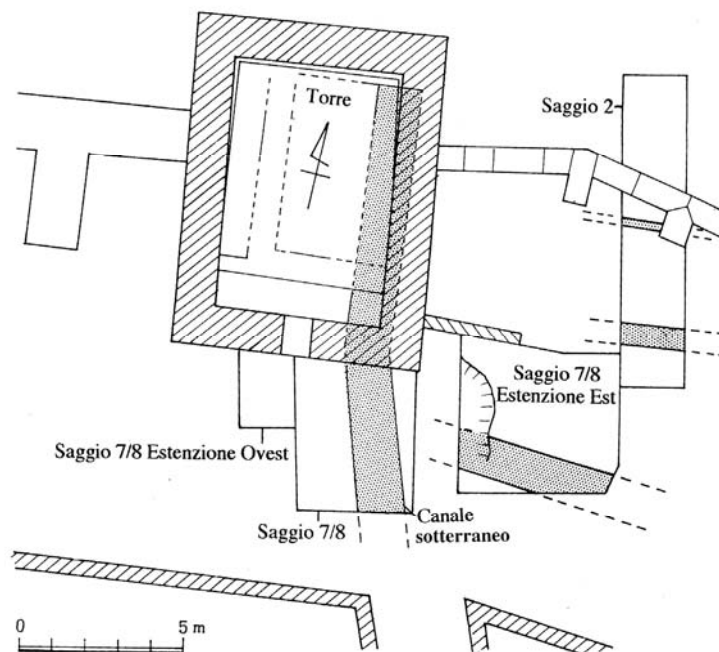 Torre
Saggio 2
Saggio 7/8
Estenzione Est
Saggio 7/8 Estenzione Ovest
Saggio 7/8
Canale
sotterraneo
0 5 m